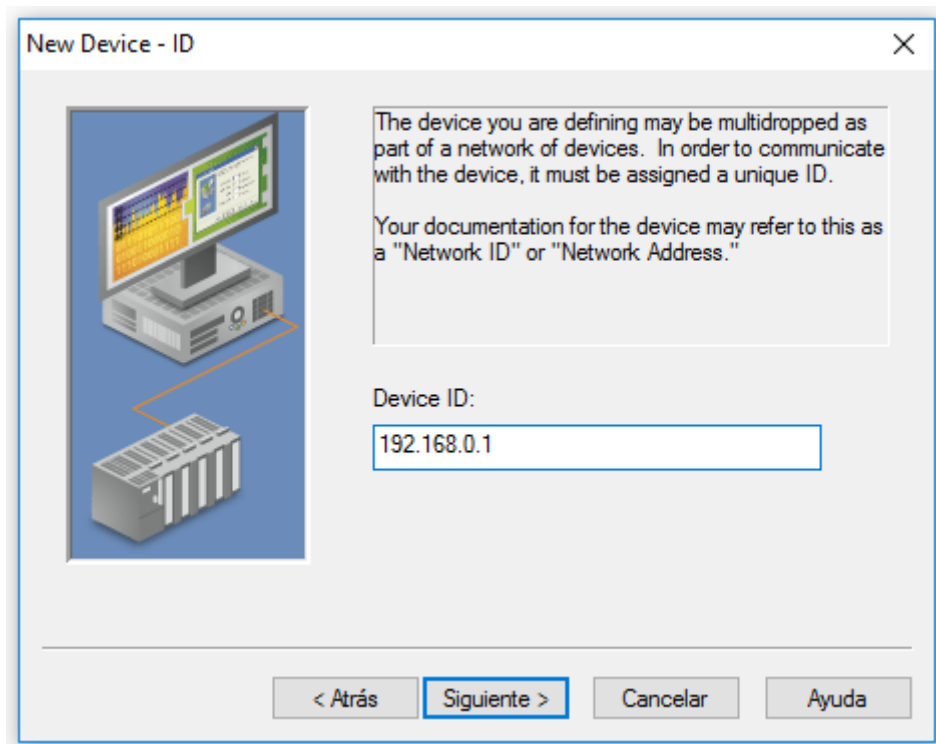 New Device - ID
The device you are defining may be multidropped as
part of a network of devices. In order to communicate
with the device, it must be assigned a unique ID.
Your documentation for the device may refer to this as
a "Network ID" or "Network Address."
Device ID:
192.168.0.1
< Atrás
Siguiente >
Cancelar
Ayuda